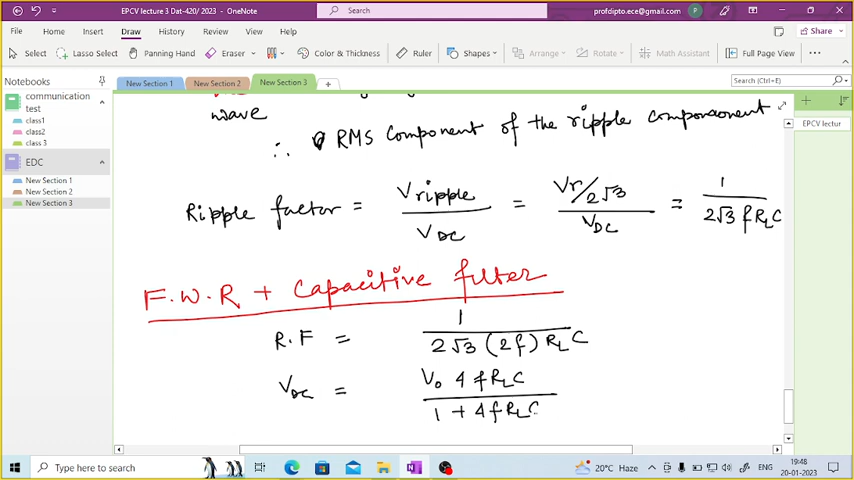 EPCV lecture 3 Dat-420/ 2023 - OneNote
Search
profdipto.ece@gmail.com
P
File Home Insert Draw History Review View Help
Share
Select Lasso Select Panning Hand Eraser Color & Thickness Ruler Shapes Arrange Rotate Math Assistant Full Page View
Notebooks
New Section 1 New Section 2 New Section 3 +
Search (Ctrl+E)
communication
test
class1
class2
class 3
EDC
New Section 1
New Section 2
New Section 3
EPCV lectur
wave
∴ RMS component of the ripple componaonent
Ripple factor = Vripple / VDC = Vr/2√3 / VDC = 1 / 2√3 f RL C
F.W.R + Capacitive filter
R.F = 1 / 2√3 (2f) RL C
VDC = Vo 4 f RL C / 1 + 4 f RL C
Type here to search
20°C Haze
ENG
19:48
20-01-2023